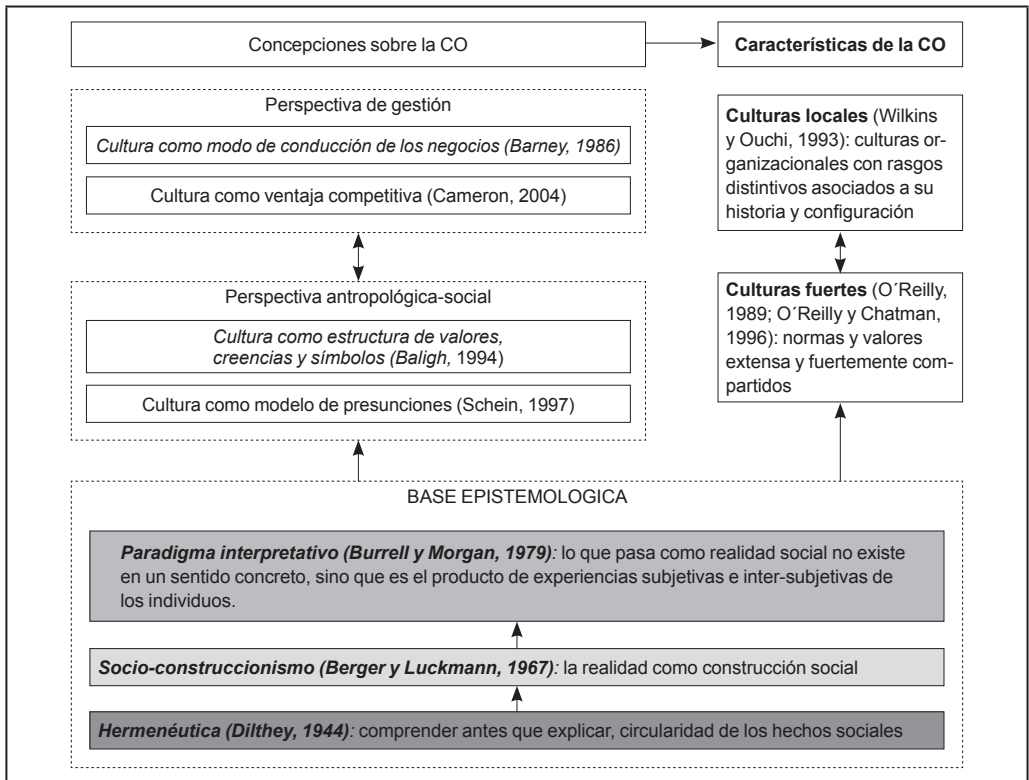 Concepciones sobre la CO
Características de la CO
Perspectiva de gestión
Cultura como modo de conducción de los negocios (Barney, 1986)
Cultura como ventaja competitiva (Cameron, 2004)
Culturas locales (Wilkins
y Ouchi, 1993): culturas or-
ganizacionales con rasgos
distintivos asociados a su
historia y configuración
Perspectiva antropológica-social
Cultura como estructura de valores,
creencias y símbolos (Baligh, 1994)
Cultura como modelo de presunciones (Schein, 1997)
Culturas fuertes (O´Reilly,
1989; O´Reilly y Chatman,
1996): normas y valores
extensa y fuertemente com-
partidos
BASE EPISTEMOLOGICA
Paradigma interpretativo (Burrell y Morgan, 1979): lo que pasa como realidad social no existe
en un sentido concreto, sino que es el producto de experiencias subjetivas e inter-subjetivas de
los individuos.
Socio-construccionismo (Berger y Luckmann, 1967): la realidad como construcción social
Hermenéutica (Dilthey, 1944): comprender antes que explicar, circularidad de los hechos sociales